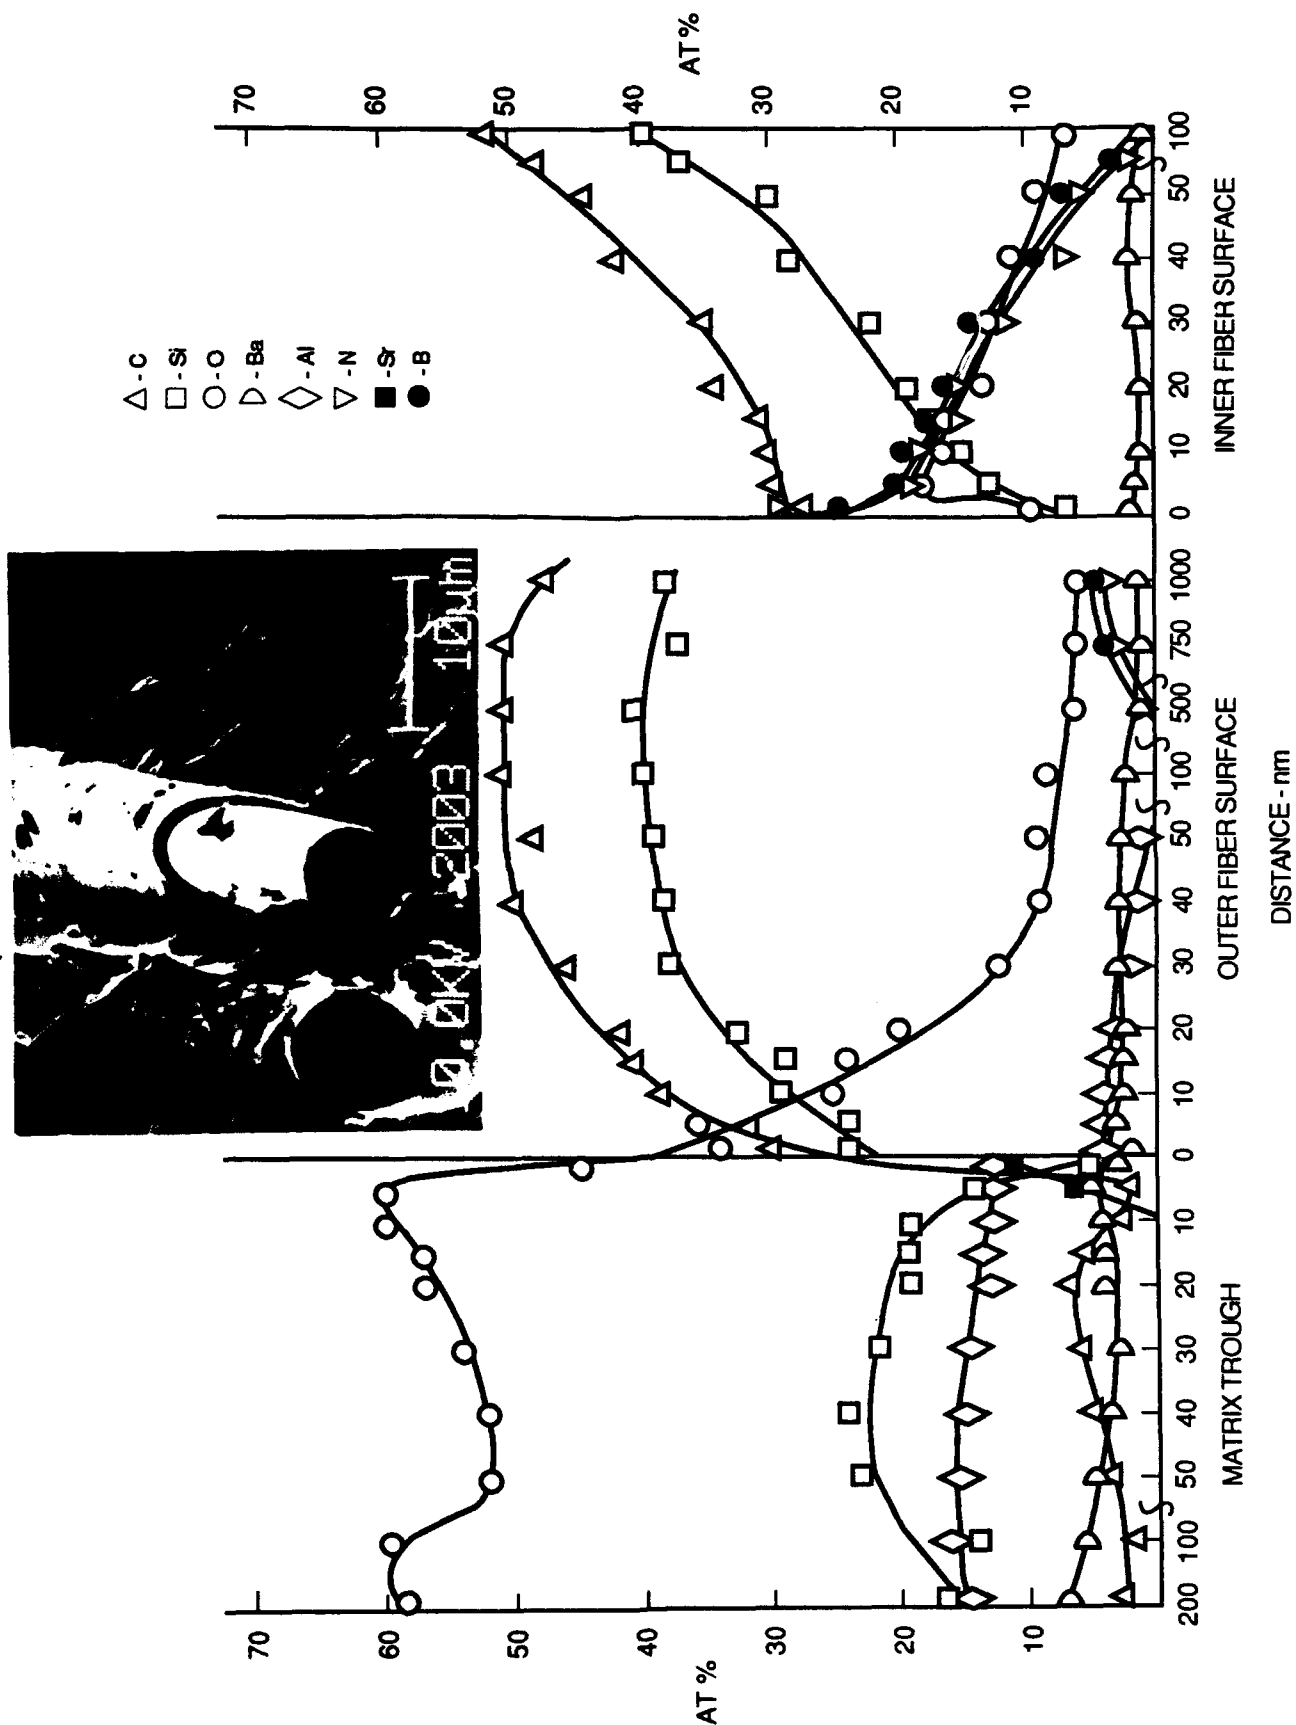 AT %
70
60
50
40
30
20
10
0.0KV 2003 10µm
△ - C
□ - Si
○ - O
- Ba
◇ - Al
▽ - N
■ - Sr
● - B
70
60
50
40
30
20
10
AT %
200 100 50 40 30 20 10 0 10 20 30 40 50 100 500 750 1000 0 10 20 30 40 50 100
MATRIX TROUGH
OUTER FIBER SURFACE
INNER FIBER SURFACE
DISTANCE - nm